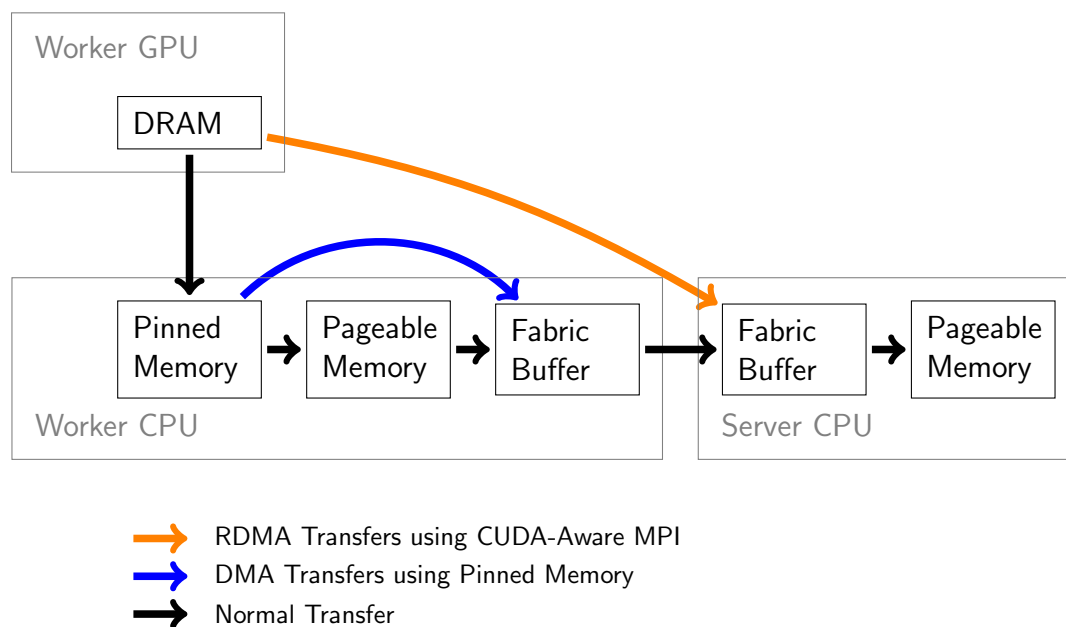 Worker GPU
DRAM
Pinned
Memory
Pageable
Memory
Fabric
Buffer
Fabric
Buffer
Pageable
Memory
Worker CPU
Server CPU
RDMA Transfers using CUDA-Aware MPI
DMA Transfers using Pinned Memory
Normal Transfer